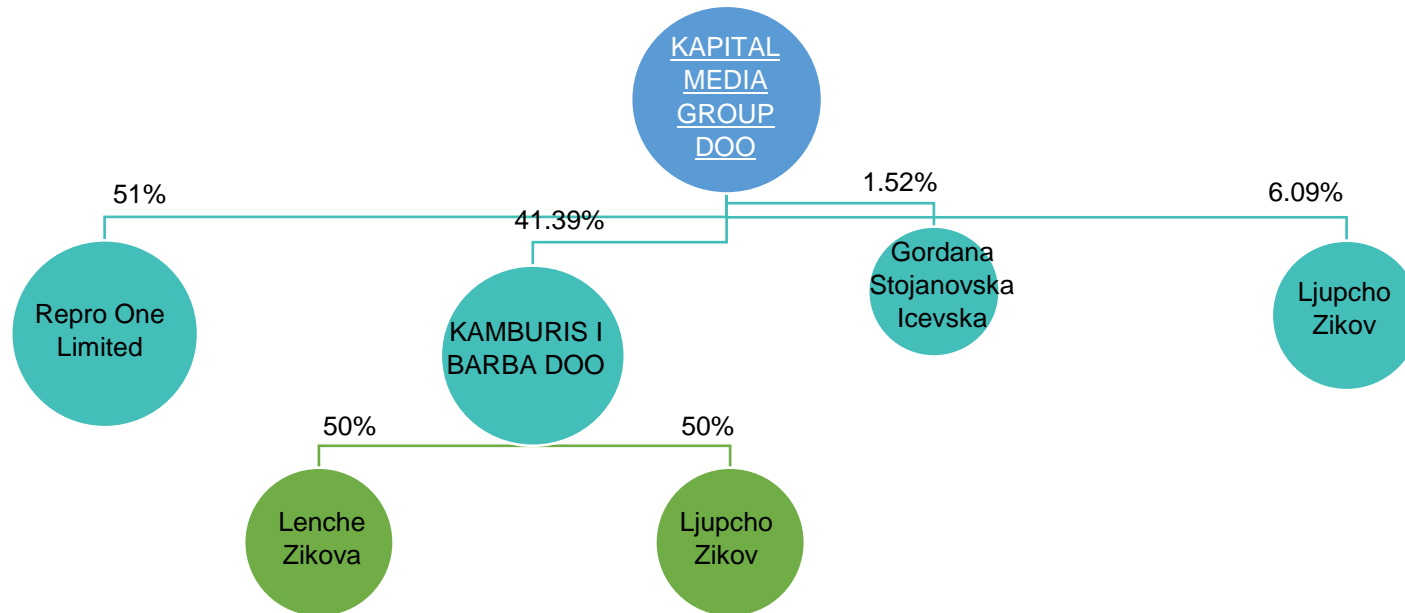 KAPITAL
MEDIA
GROUP
DOO
51%
41.39%
1.52%
6.09%
Repro One
Limited
KAMBURIS I
BARBA DOO
Gordana
Stojanovska
Icevska
Ljupcho
Zikov
50%
50%
Lenche
Zikova
Ljupcho
Zikov